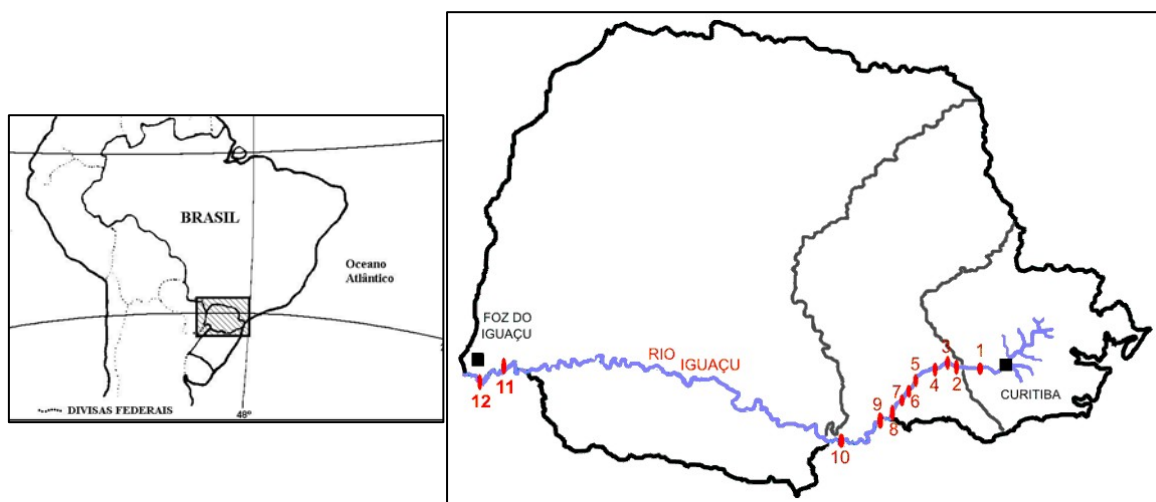 BRASIL
Oceano
Atlântico
DIVISAS FEDERAIS
48º
FOZ DO
IGUAÇU
RIO
IGUAÇU
CURITIBA
1
2
3
4
5
6
7
8
9
10
11
12